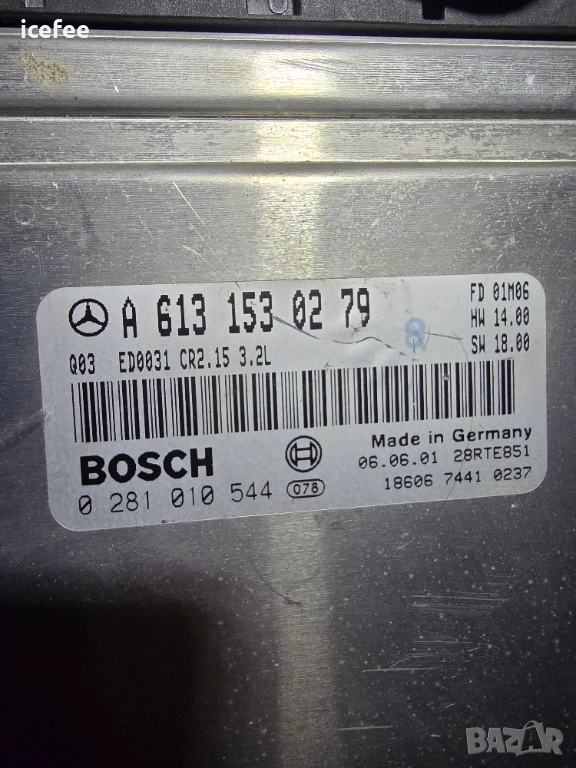 icefee
A 613 153 02 79
FD 01M06
HW 14.00
SW 18.00
8
Q03 ED0031 CR2.15 3.2L
BOSCH
Made in Germany
06.06.01 28RTE851
0 281 010 544 078
18606 7441 0237
BAZAR